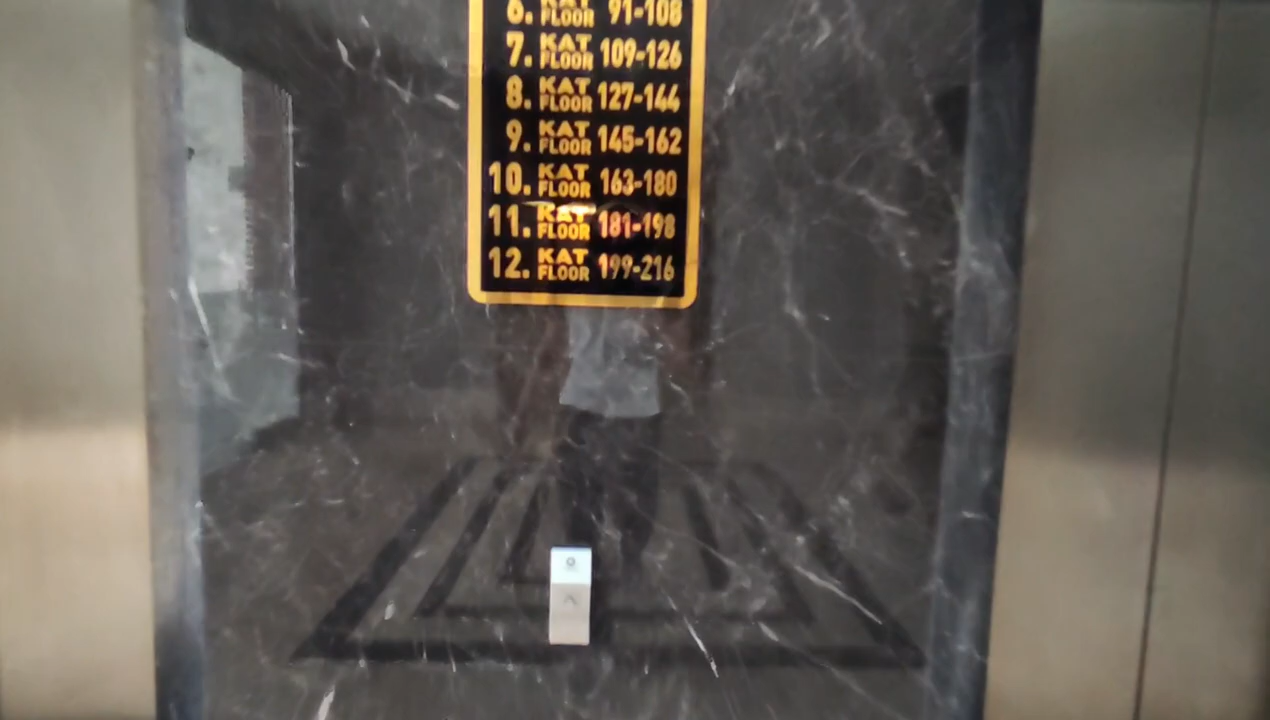 6. KAT FLOOR 91-108
7. KAT FLOOR 109-126
8. KAT FLOOR 127-144
9. KAT FLOOR 145-162
10. KAT FLOOR 163-180
11. KAT FLOOR 181-198
12. KAT FLOOR 199-216